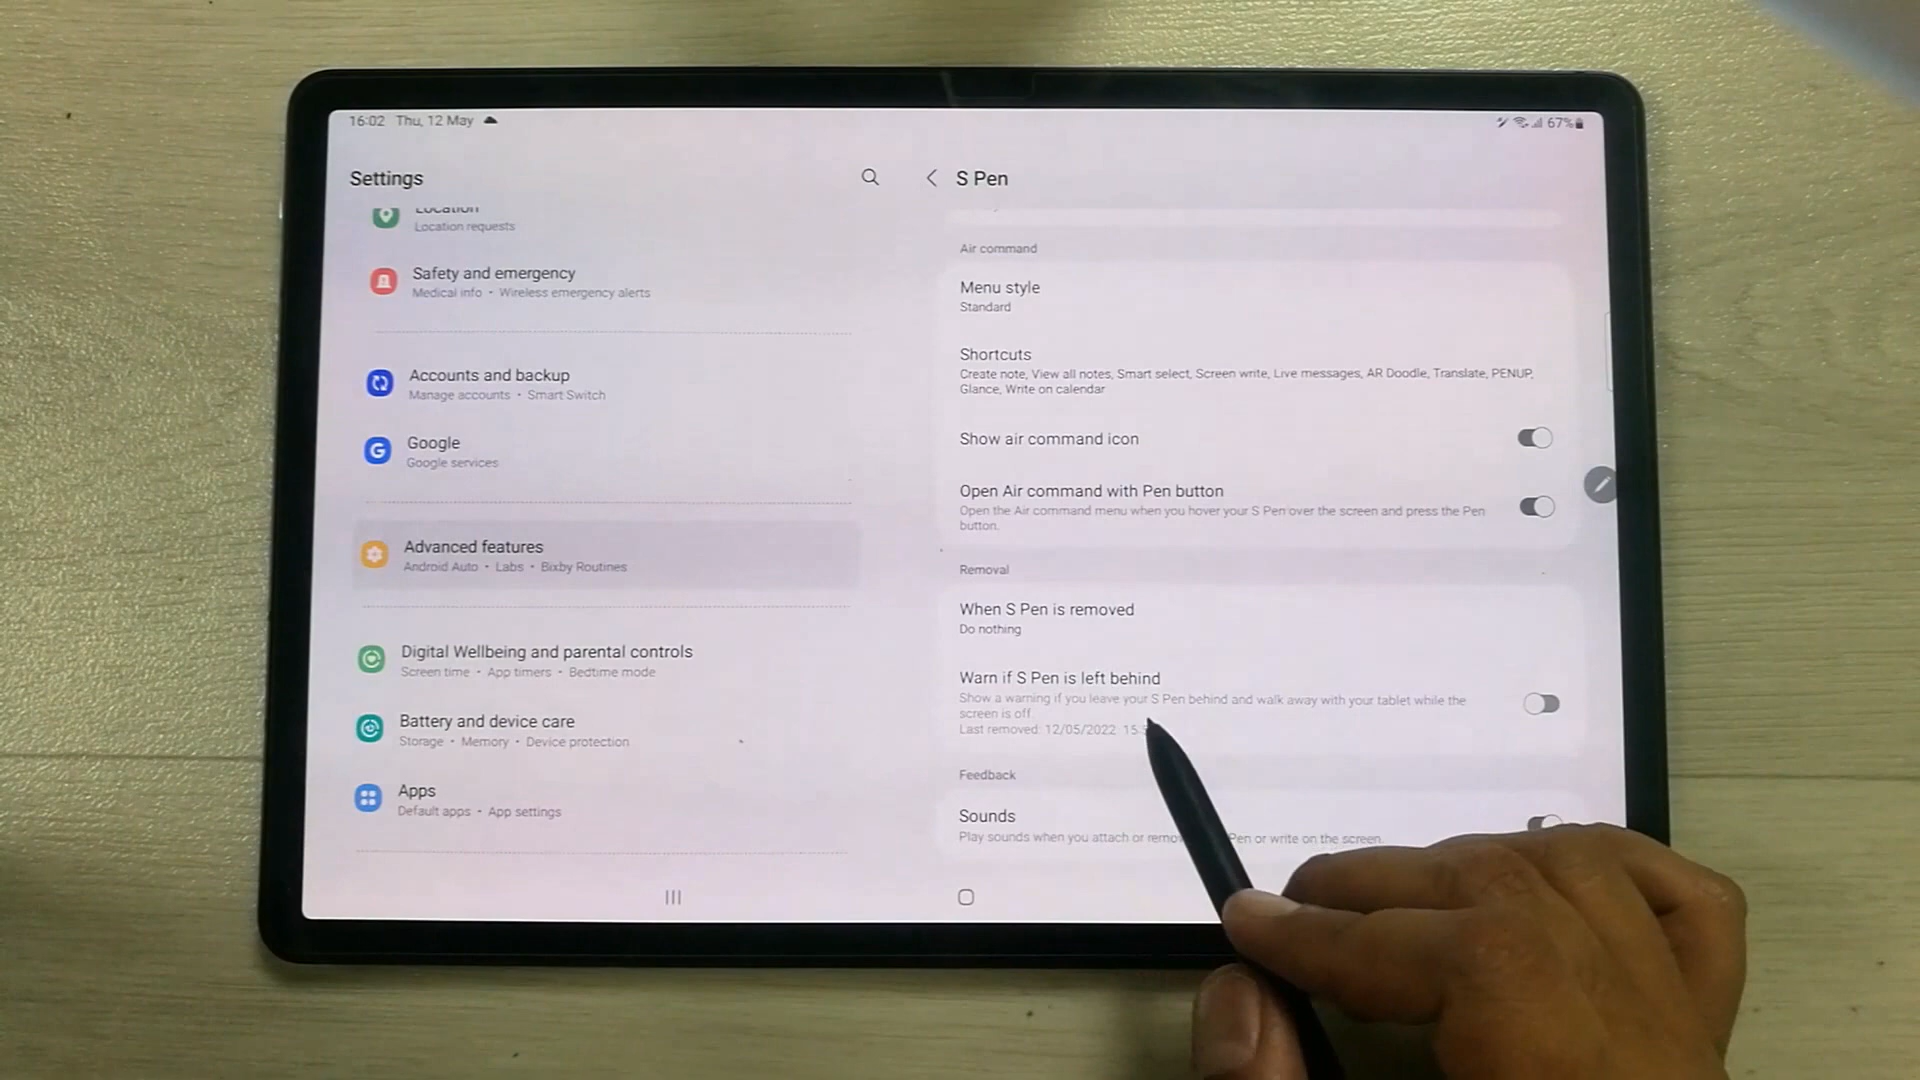 16:02 Thu, 12 May
67%
Settings
Location
Location requests
Safety and emergency
Medical info • Wireless emergency alerts
Accounts and backup
Manage accounts • Smart Switch
Google
Google services
Advanced features
Android Auto • Labs • Bixby Routines
Digital Wellbeing and parental controls
Screen time • App timers • Bedtime mode
Battery and device care
Storage • Memory • Device protection
Apps
Default apps • App settings
S Pen
Air command
Menu style
Standard
Shortcuts
Create note, View all notes, Smart select, Screen write, Live messages, AR Doodle, Translate, PENUP,
Glance, Write on calendar
Show air command icon
Open Air command with Pen button
Open the Air command menu when you hover your S Pen over the screen and press the Pen
button.
Removal
When S Pen is removed
Do nothing
Warn if S Pen is left behind
Show a warning if you leave your S Pen behind and walk away with your tablet while the
screen is off.
Last removed: 12/05/2022 15:
Feedback
Sounds
Play sounds when you attach or remo Pen or write on the screen.